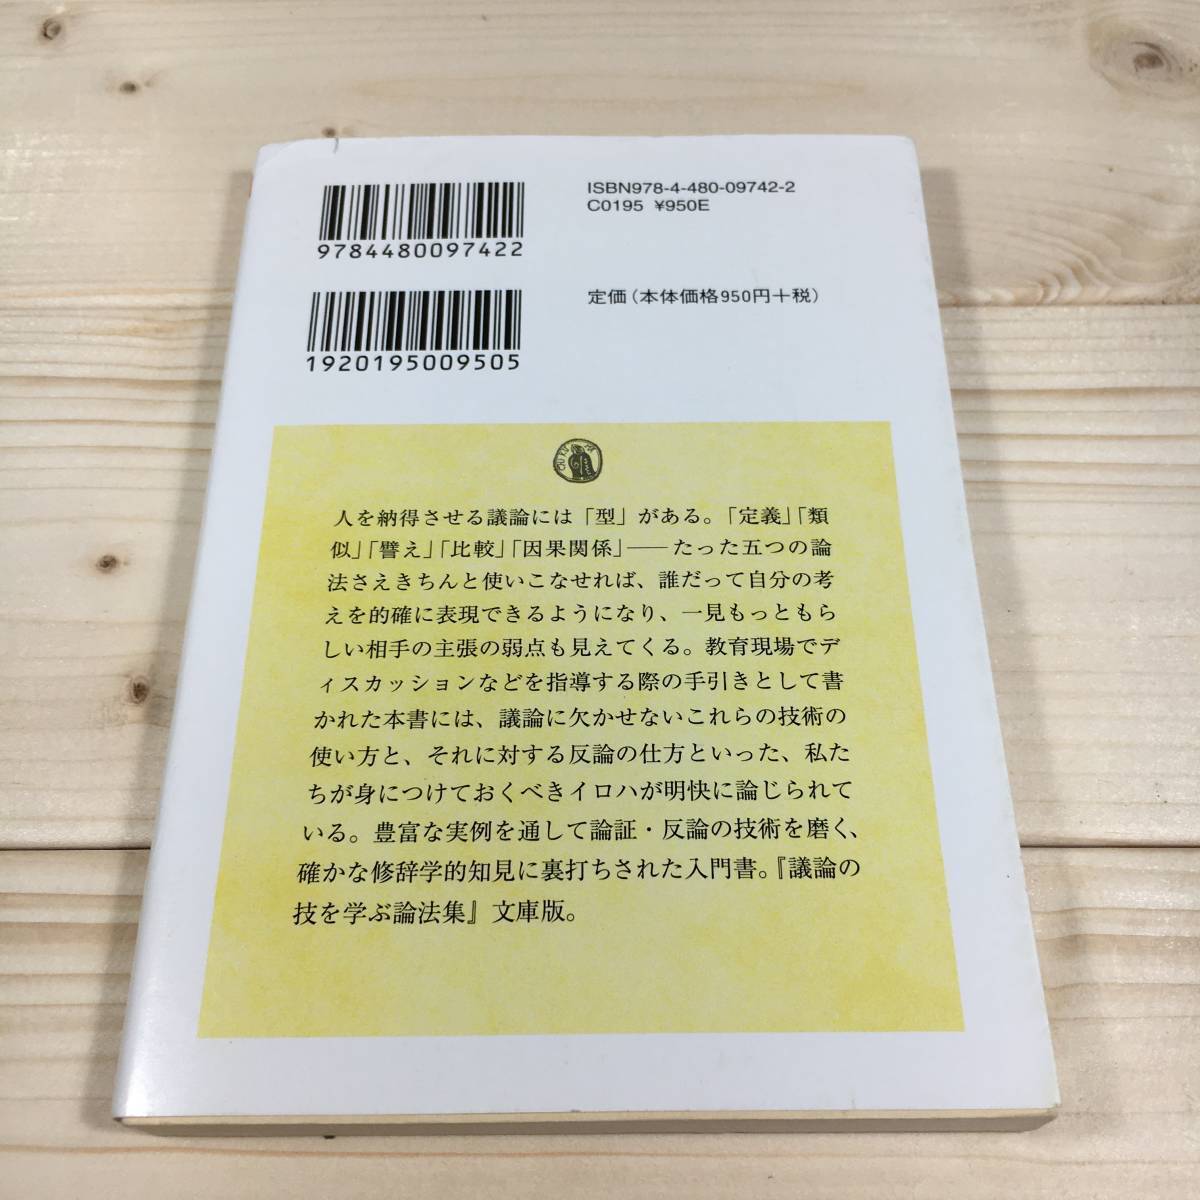 9784480097422
ISBN978-4-480-09742-2
C0195 ¥950E
1920195009505
定価（本体価格950円＋税）
人を納得させる議論には「型」がある。「定義」「類
似」「譬え」「比較」「因果関係」――たった五つの論
法さえきちんと使いこなせれば、誰だって自分の考
えを的確に表現できるようになり、一見もっともら
しい相手の主張の弱点も見えてくる。教育現場でデ
ィスカッションなどを指導する際の手引きとして書
かれた本書には、議論に欠かせないこれらの技術の
使い方と、それに対する反論の仕方といった、私た
ちが身につけておくべきイロハが明快に論じられて
いる。豊富な実例を通して論証・反論の技術を磨く、
確かな修辞学的知見に裏打ちされた入門書。『議論の
技を学ぶ論法集』文庫版。